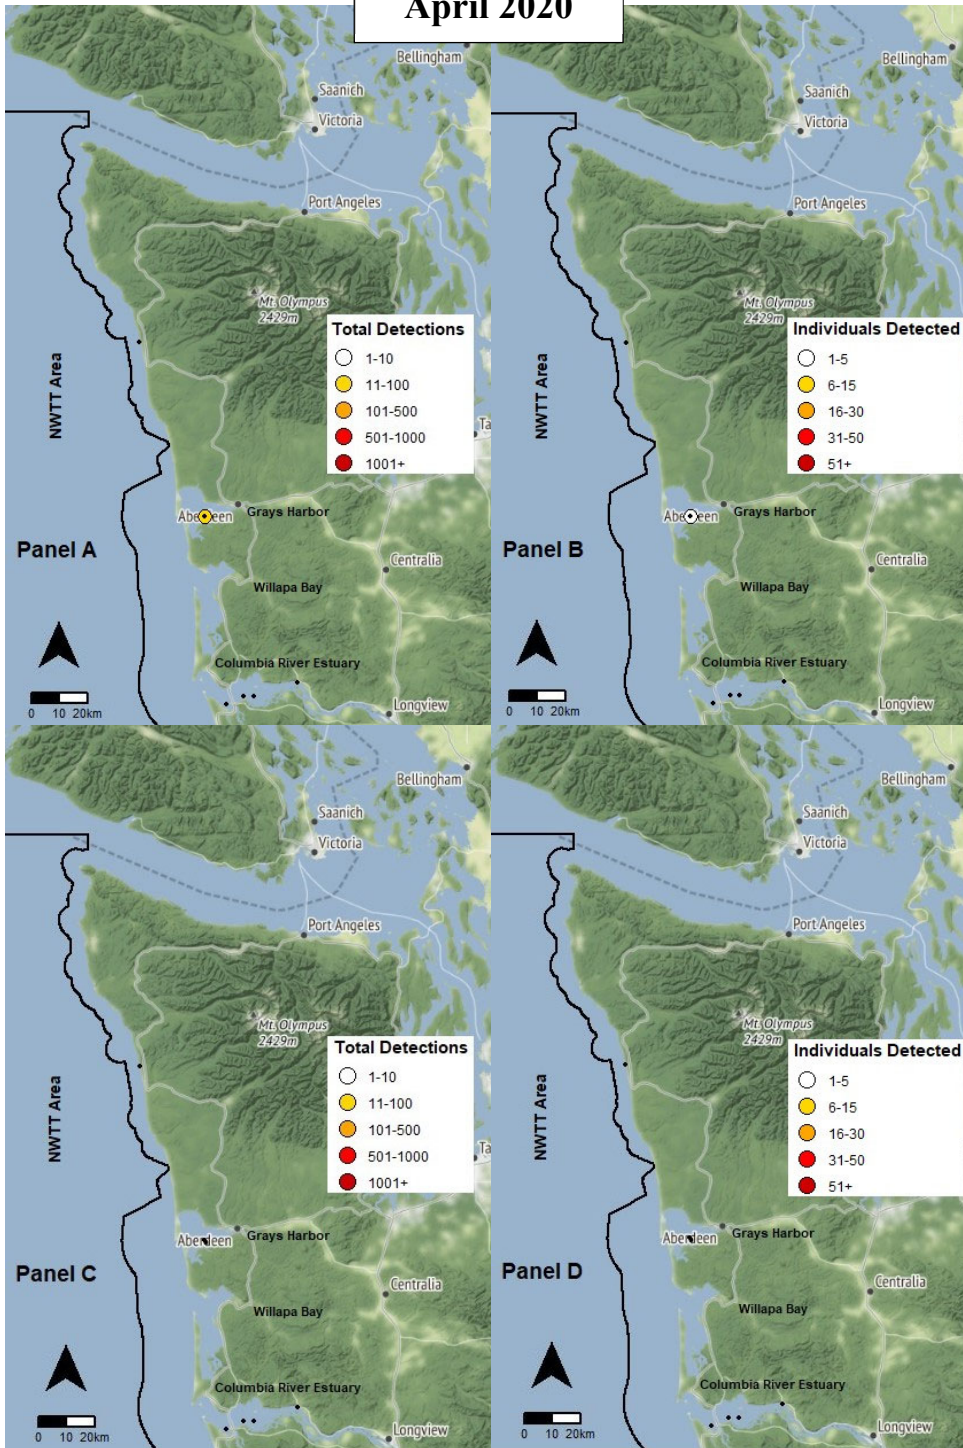 April 2020
Bellingham
Saanich
Victoria
Port Angeles
Mt. Olympus
2429m
Total Detections
1-10
11-100
101-500
501-1000
1001+
NWTT Area
Ta
Aberdeen
Grays Harbor
Panel A
Centralia
Willapa Bay
Columbia River Estuary
Longview
0 10 20km
Bellingham
Saanich
Victoria
Port Angeles
Mt. Olympus
2429m
Individuals Detected
1-5
6-15
16-30
31-50
51+
NWTT Area
Aberdeen
Grays Harbor
Panel B
Centralia
Willapa Bay
Columbia River Estuary
Longview
0 10 20km
Bellingham
Saanich
Victoria
Port Angeles
Mt. Olympus
2429m
Total Detections
1-10
11-100
101-500
501-1000
1001+
NWTT Area
Ta
Aberdeen
Grays Harbor
Panel C
Centralia
Willapa Bay
Columbia River Estuary
Longview
0 10 20km
Bellingham
Saanich
Victoria
Port Angeles
Mt. Olympus
2429m
Individuals Detected
1-5
6-15
16-30
31-50
51+
NWTT Area
Aberdeen
Grays Harbor
Panel D
Centralia
Willapa Bay
Columbia River Estuary
Longview
0 10 20km